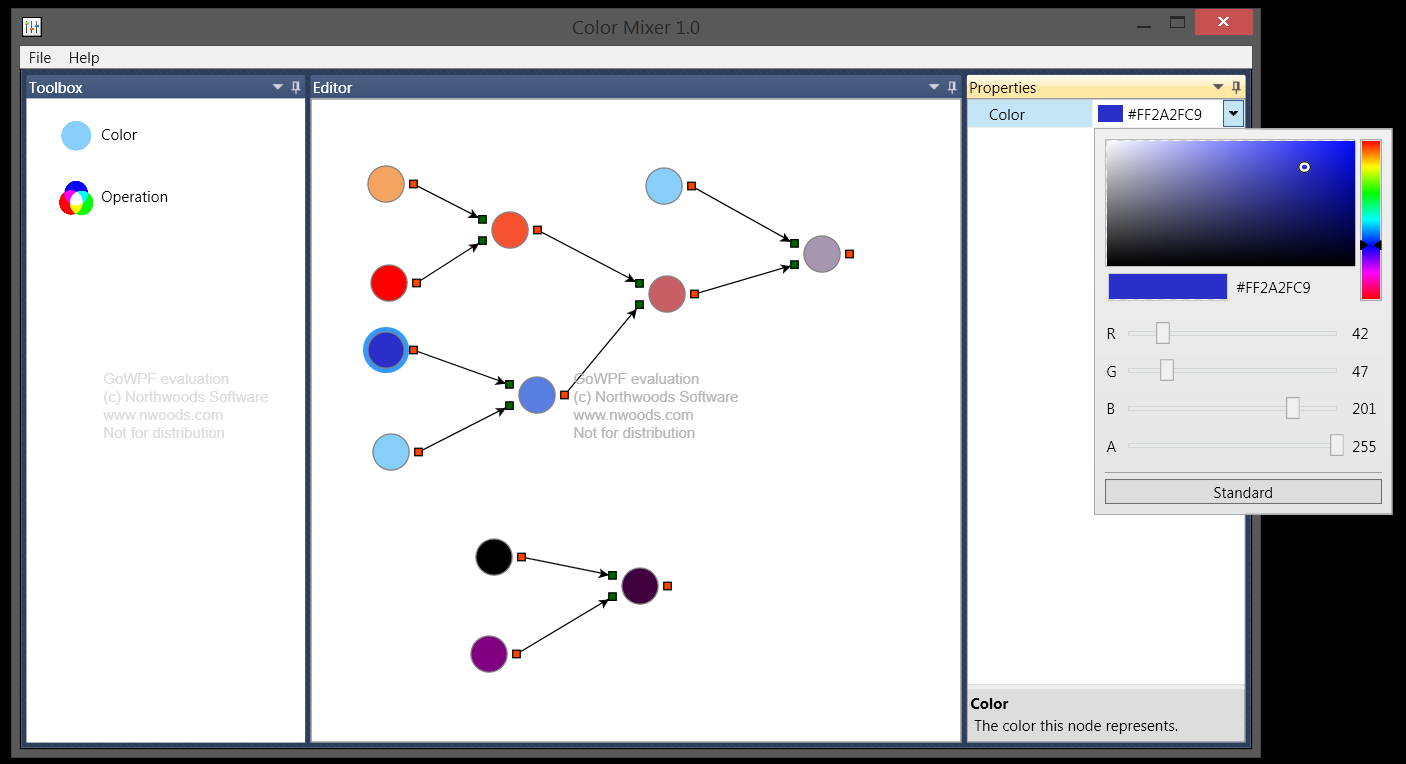 Color Mixer 1.0
File Help
Toolbox
Editor
Properties
Color
Operation
Color #FF2A2FC9
#FF2A2FC9
R 42
G 47
B 201
A 255
Standard
GoWPF evaluation
(c) Northwoods Software
www.nwoods.com
Not for distribution
GoWPF evaluation
(c) Northwoods Software
www.nwoods.com
Not for distribution
Color
The color this node represents.